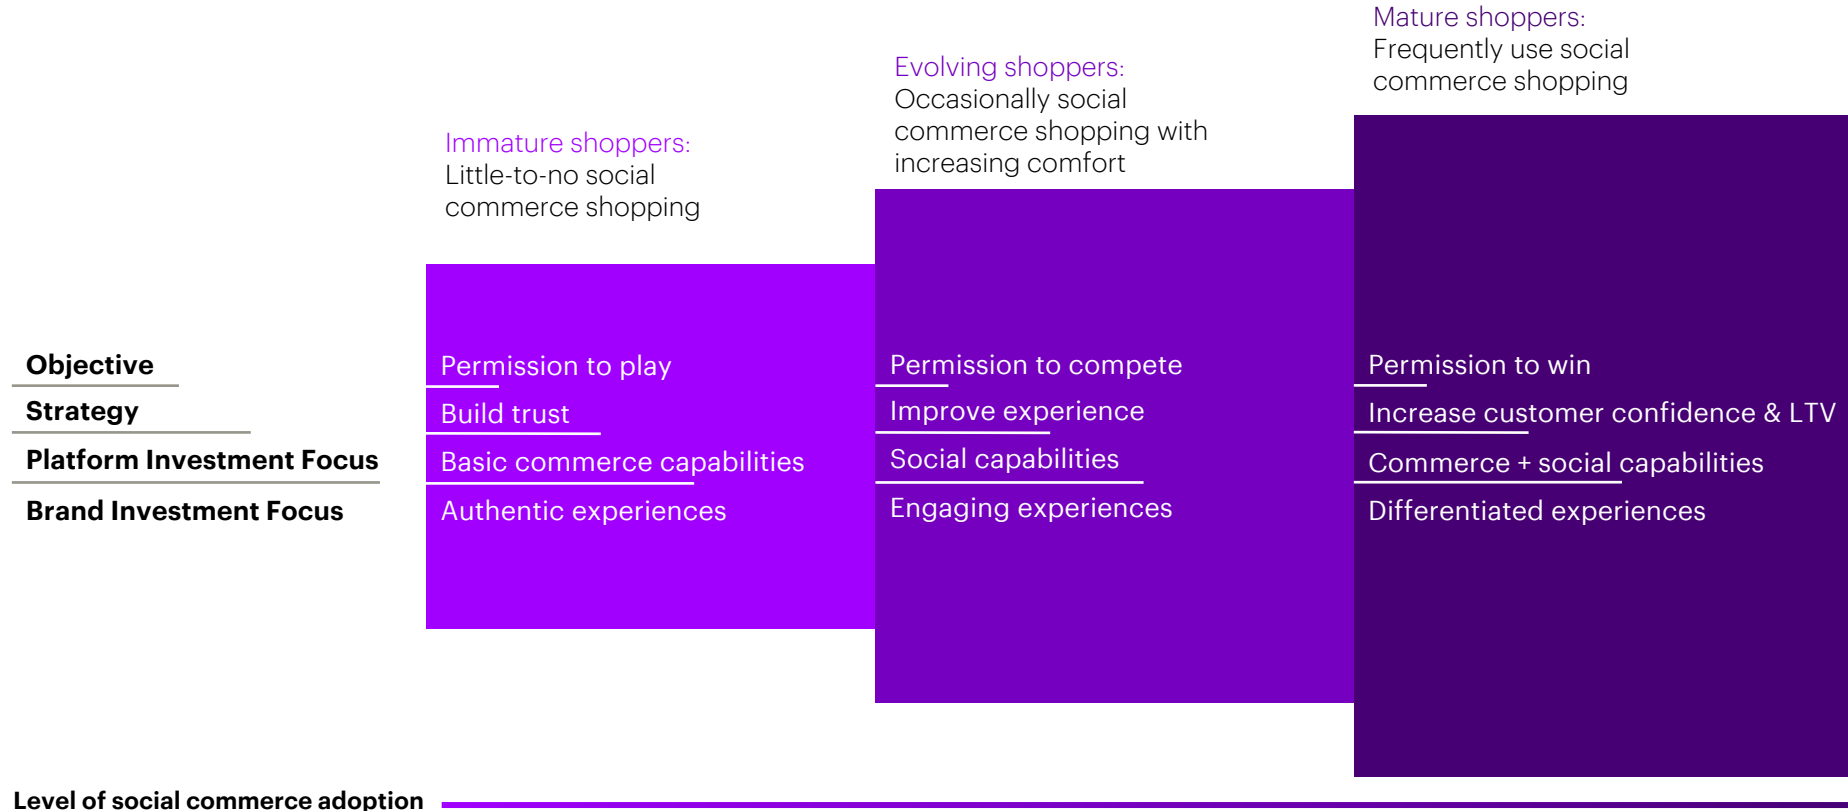 Mature shoppers:
Frequently use social
commerce shopping
Evolving shoppers:
Occasionally social
commerce shopping with
increasing comfort
Immature shoppers:
Little-to-no social
commerce shopping
Objective
Permission to play
Permission to compete
Permission to win
Strategy
Build trust
Improve experience
Increase customer confidence & LTV
Platform Investment Focus
Basic commerce capabilities
Social capabilities
Commerce + social capabilities
Brand Investment Focus
Authentic experiences
Engaging experiences
Differentiated experiences
Level of social commerce adoption